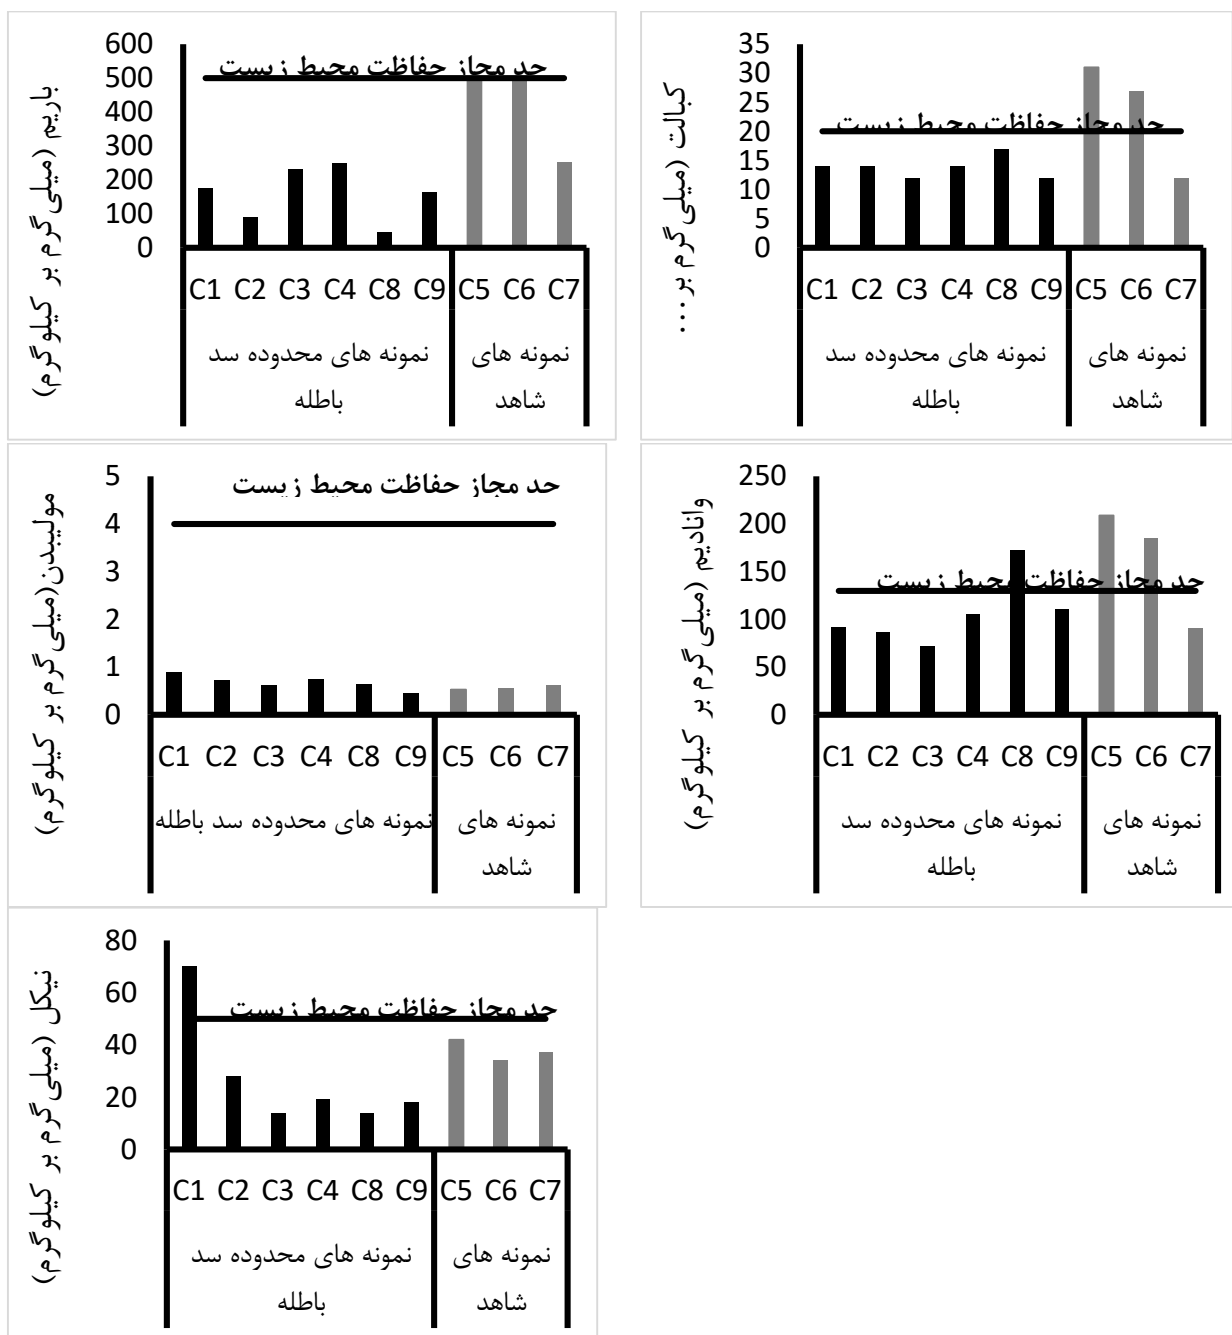 باریم (میلی گرم بر کیلوگرم)
600
500
400
300
200
100
0
حد مجاز حفاظت محیط زیست
C1 C2 C3 C4 C8 C9 C5 C6 C7
نمونه های محدوده سد
باطله
نمونه های
شاهد
کبالت (میلی گرم بر...
35
30
25
20
15
10
5
0
حد مجاز حفاظت محیط زیست
C1 C2 C3 C4 C8 C9 C5 C6 C7
نمونه های محدوده سد
باطله
نمونه های
شاهد
مولیبدن(میلی گرم بر کیلوگرم)
5
4
3
2
1
0
حد مجاز حفاظت محیط زیست
C1 C2 C3 C4 C8 C9 C5 C6 C7
نمونه های محدوده سد باطله
نمونه های
شاهد
وانادیم (میلی گرم بر کیلوگرم)
250
200
150
100
50
0
حد مجاز حفاظت محیط زیست
C1 C2 C3 C4 C8 C9 C5 C6 C7
نمونه های محدوده سد
باطله
نمونه های
شاهد
نیکل (میلی گرم بر کیلوگرم)
80
60
40
20
0
حد مجاز حفاظت محیط زیست
C1 C2 C3 C4 C8 C9 C5 C6 C7
نمونه های محدوده سد
باطله
نمونه های
شاهد